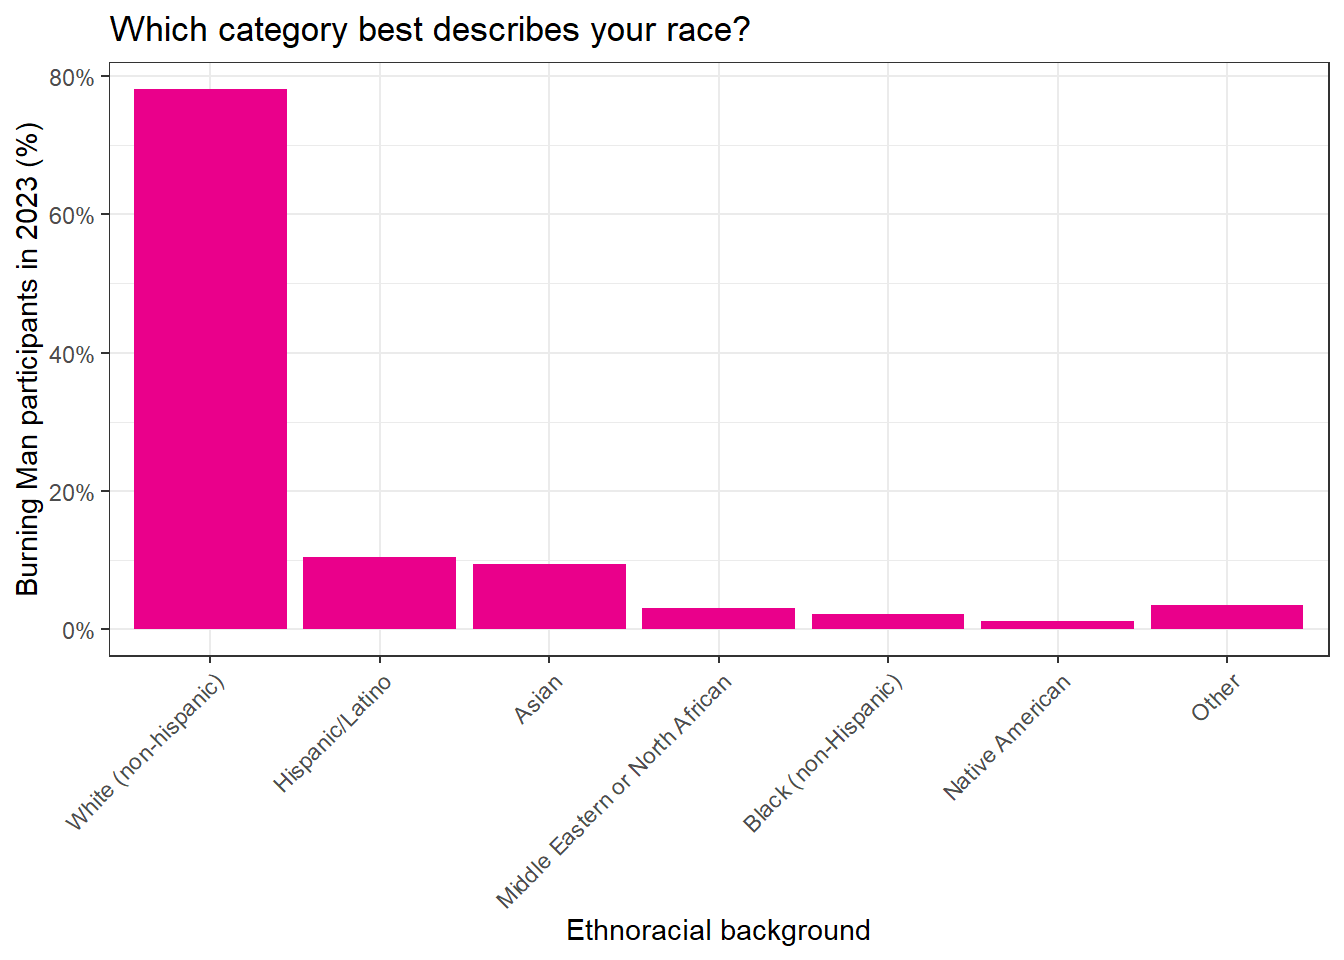 Which category best describes your race?
Burning Man participants in 2023 (%)
80%
60%
40%
20%
0%
White (non-hispanic)
Hispanic/Latino
Asian
Middle Eastern or North African
Black (non-Hispanic)
Native American
Other
Ethnoracial background